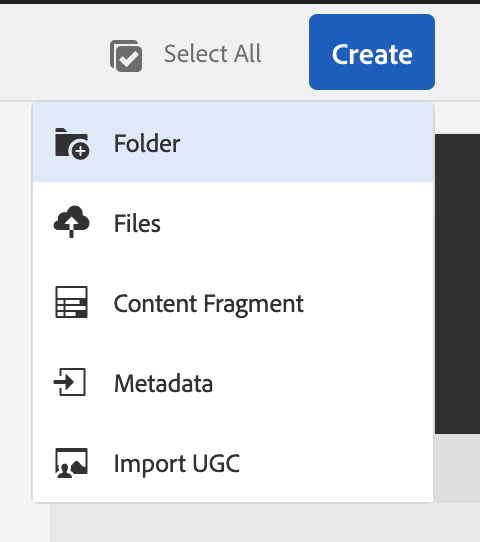 Select All
Create
Folder
Files
Content Fragment
Metadata
Import UGC